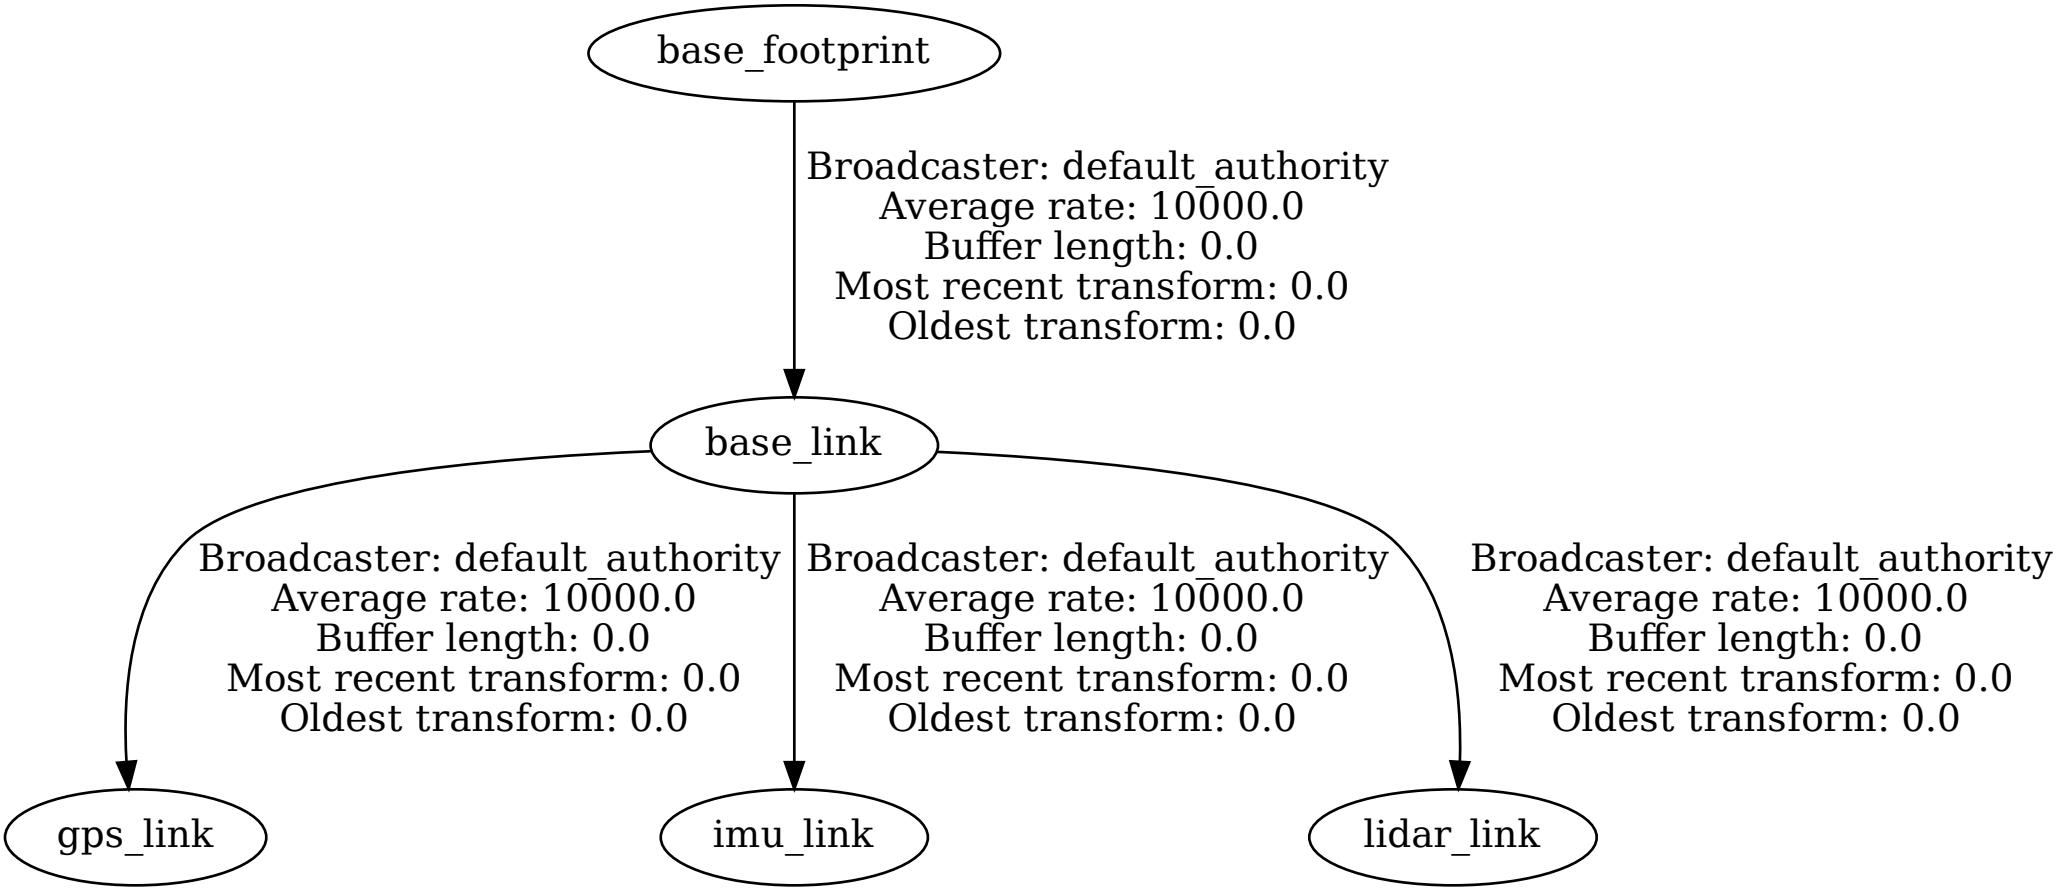 base_footprint
Broadcaster: default_authority
Average rate: 10000.0
Buffer length: 0.0
Most recent transform: 0.0
Oldest transform: 0.0
base_link
Broadcaster: default_authority
Average rate: 10000.0
Buffer length: 0.0
Most recent transform: 0.0
Oldest transform: 0.0
Broadcaster: default_authority
Average rate: 10000.0
Buffer length: 0.0
Most recent transform: 0.0
Oldest transform: 0.0
Broadcaster: default_authority
Average rate: 10000.0
Buffer length: 0.0
Most recent transform: 0.0
Oldest transform: 0.0
gps_link
imu_link
lidar_link